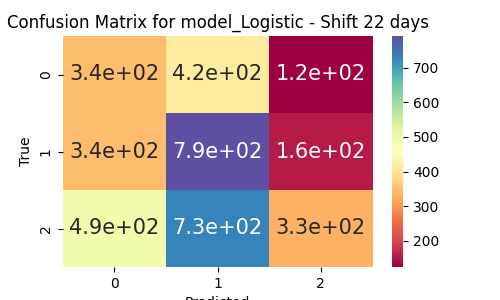 Confusion Matrix for model_Logistic - Shift 22 days
0 3.4e+02 4.2e+02 1.2e+02
1 3.4e+02 7.9e+02 1.6e+02
2 4.9e+02 7.3e+02 3.3e+02
True
0 1 2
Predicted
700
600
500
400
300
200